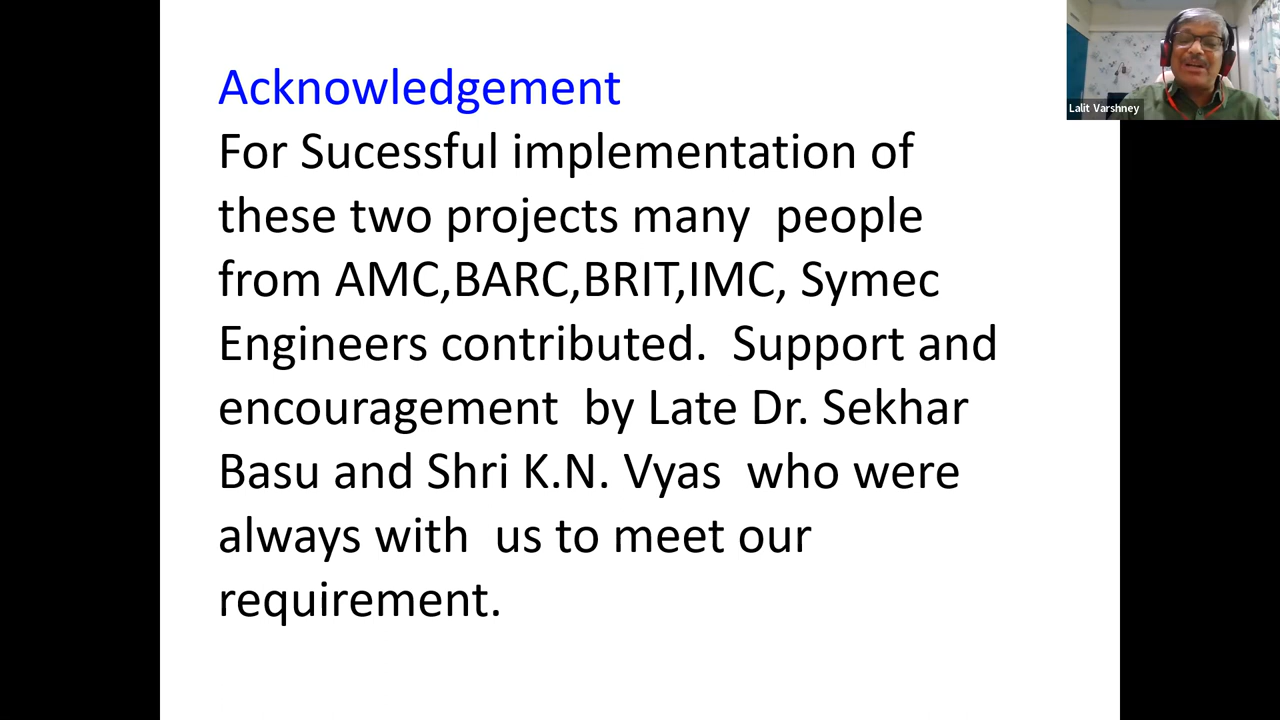 Acknowledgement
For Sucessful implementation of
these two projects many  people
from AMC,BARC,BRIT,IMC, Symec
Engineers contributed.  Support and
encouragement  by Late Dr. Sekhar
Basu and Shri K.N. Vyas  who were
always with  us to meet our
requirement.
Lalit Varshney